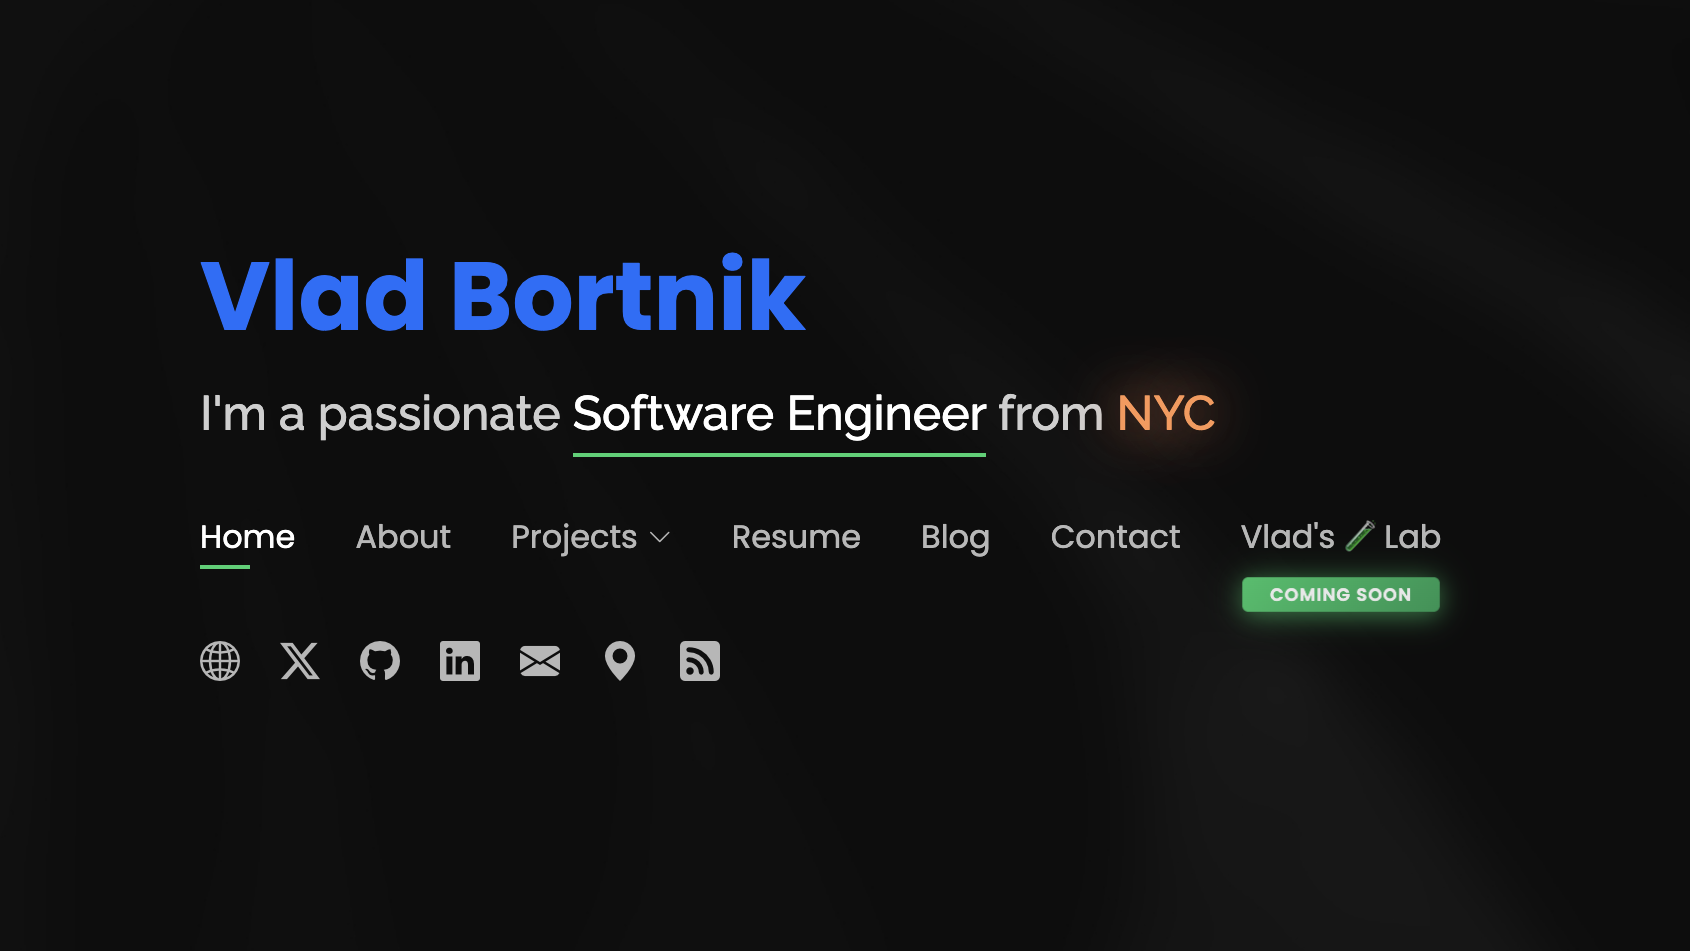 Vlad Bortnik
I'm a passionate Software Engineer from NYC
Home About Projects Resume Blog Contact Vlad's 🧪 Lab
COMING SOON